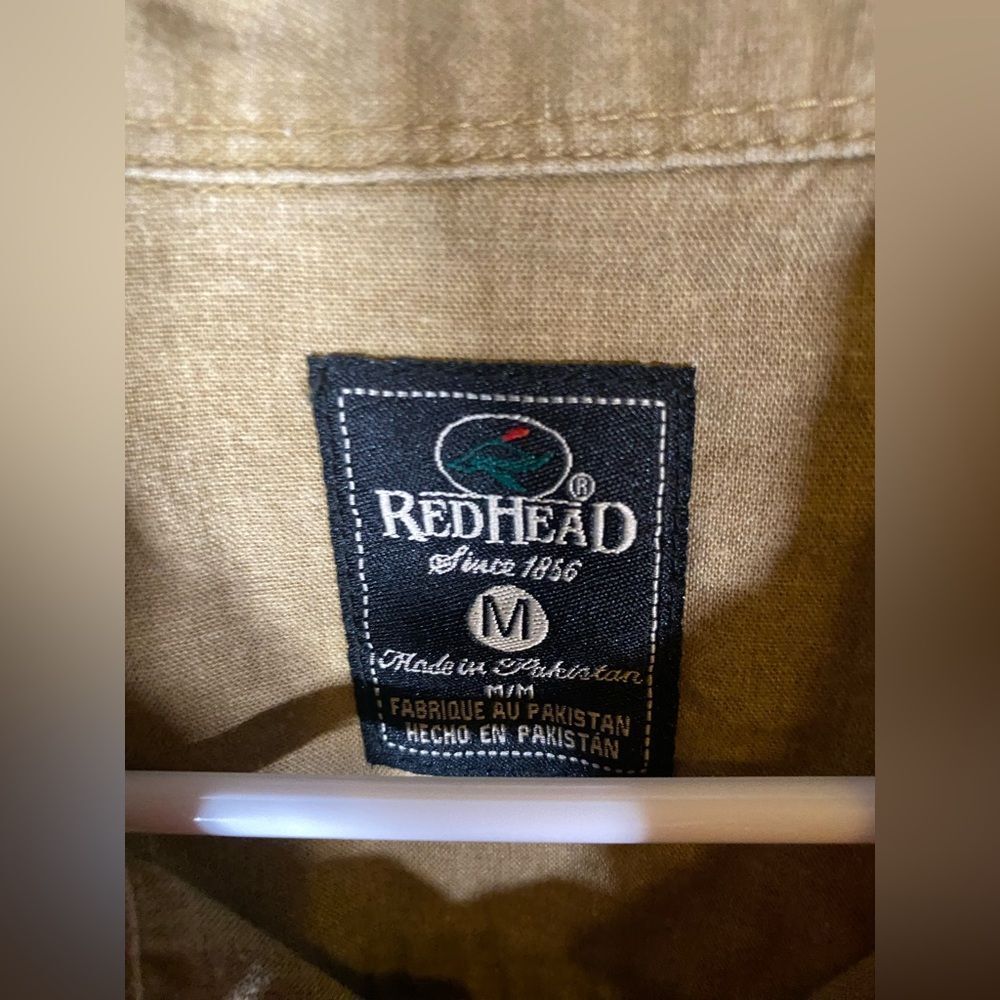 REDHEAD®
Since 1856
M
Made in Pakistan
M/M
FABRIQUE AU PAKISTAN
HECHO EN PAKISTÁN